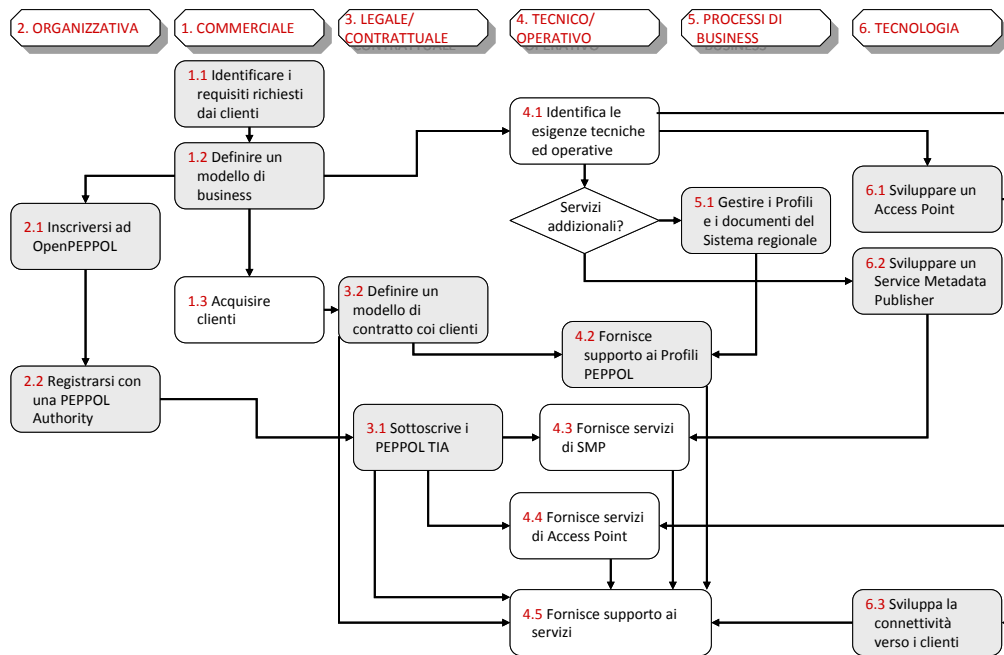 2. ORGANIZZATIVA
1. COMMERCIALE
3. LEGALE/
CONTRATTUALE
4. TECNICO/
OPERATIVO
5. PROCESSI DI
BUSINESS
6. TECNOLOGIA
1.1 Identificare i
requisiti richiesti
dai clienti
4.1 Identifica le
esigenze tecniche
ed operative
1.2 Definire un
modello di
business
2.1 Inscriversi ad
OpenPEPPOL
Servizi
addizionali?
5.1 Gestire i Profili
e i documenti del
Sistema regionale
6.1 Sviluppare un
Access Point
1.3 Acquisire
clienti
3.2 Definire un
modello di
contratto coi clienti
6.2 Sviluppare un
Service Metadata
Publisher
4.2 Fornisce
supporto ai Profili
PEPPOL
2.2 Registrarsi con
una PEPPOL
Authority
3.1 Sottoscrive i
PEPPOL TIA
4.3 Fornisce servizi
di SMP
4.4 Fornisce servizi
di Access Point
4.5 Fornisce supporto ai
servizi
6.3 Sviluppa la
connettività
verso i clienti